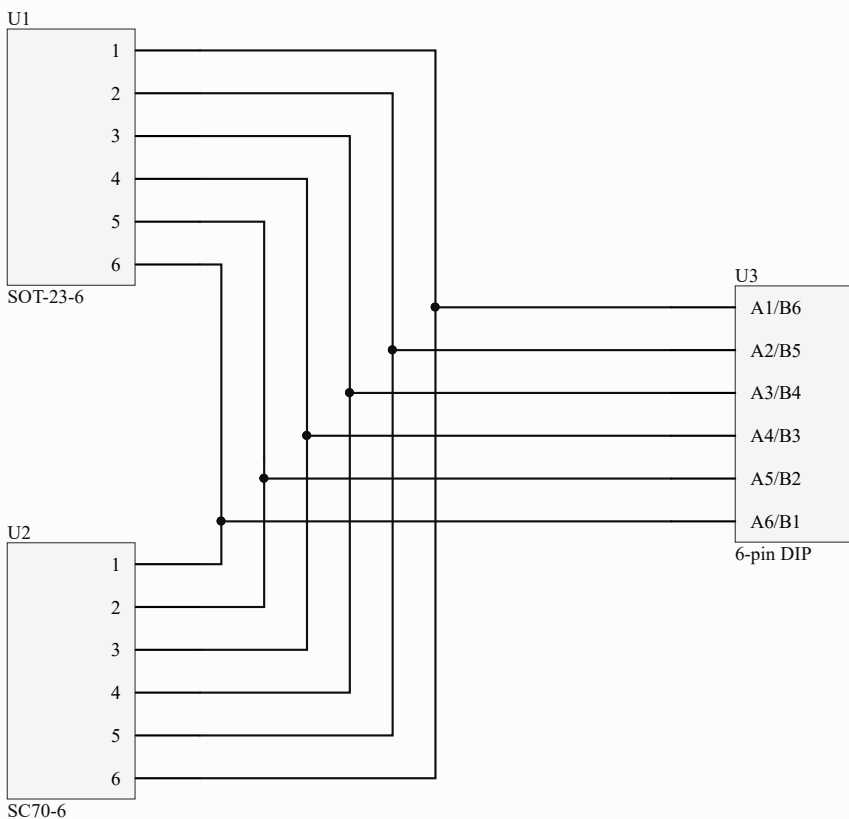 U1
1
2
3
4
5
6
SOT-23-6
U3
A1/B6
A2/B5
A3/B4
A4/B3
A5/B2
A6/B1
6-pin DIP
U2
1
2
3
4
5
6
SC70-6